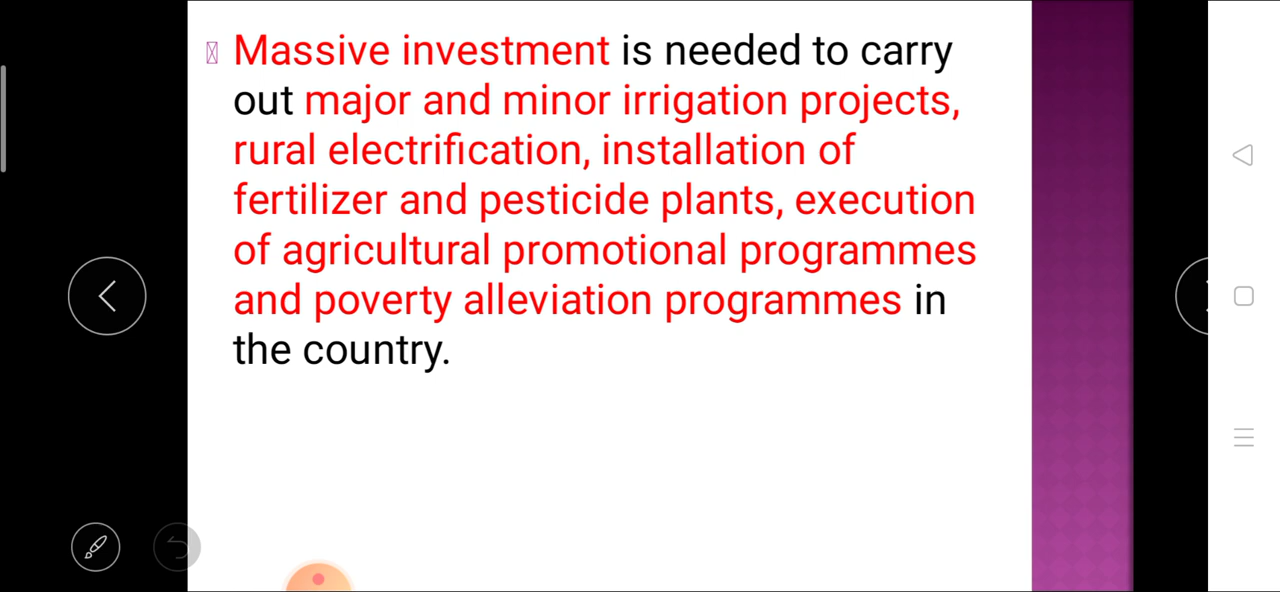 Massive investment is needed to carry
out major and minor irrigation projects,
rural electrification, installation of
fertilizer and pesticide plants, execution
of agricultural promotional programmes
and poverty alleviation programmes in
the country.